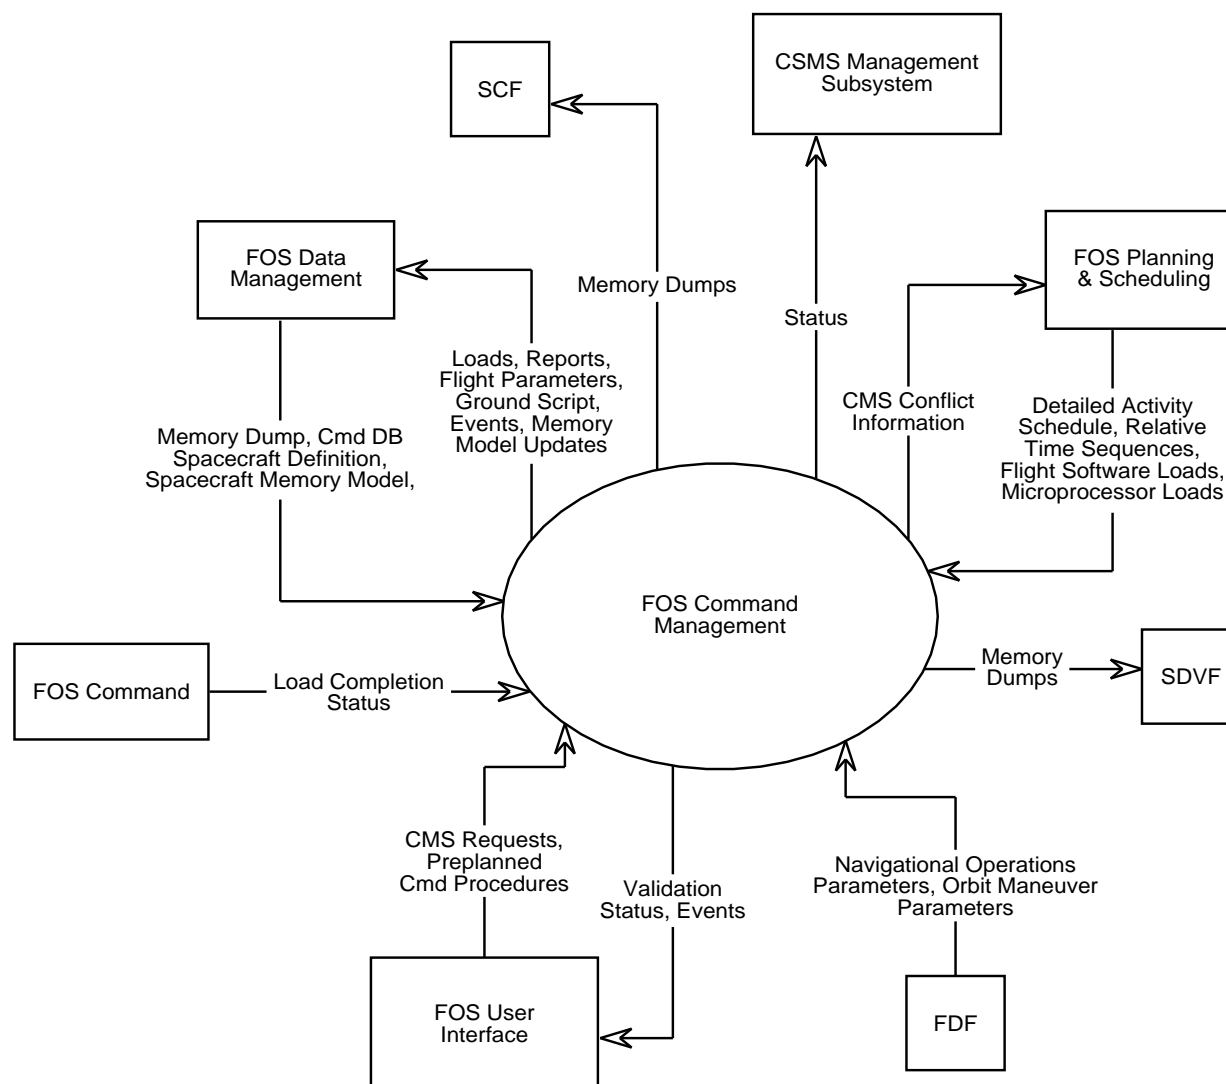 CSMS Management
Subsystem
SCF
FOS Data
Management
FOS Planning
& Scheduling
Memory Dumps
Status
Loads, Reports,
Flight Parameters,
Ground Script,
Events, Memory
Model Updates
CMS Conflict
Information
Detailed Activity
Schedule, Relative
Time Sequences,
Flight Software Loads,
Microprocessor Loads
Memory Dump, Cmd DB
Spacecraft Definition,
Spacecraft Memory Model,
FOS Command
Management
FOS Command
Load Completion
Status
Memory
Dumps
SDVF
CMS Requests,
Preplanned
Cmd Procedures
Validation
Status, Events
Navigational Operations
Parameters, Orbit Maneuver
Parameters
FOS User
Interface
FDF